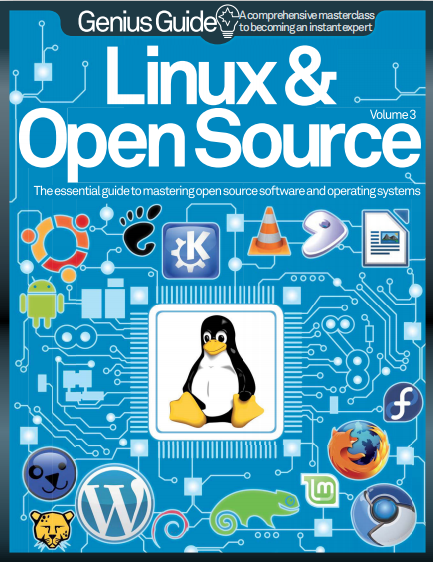 Genius Guide
A comprehensive masterclass
to becoming an instant expert
Linux &
Open Source
Volume 3
The essential guide to mastering open source software and operating systems